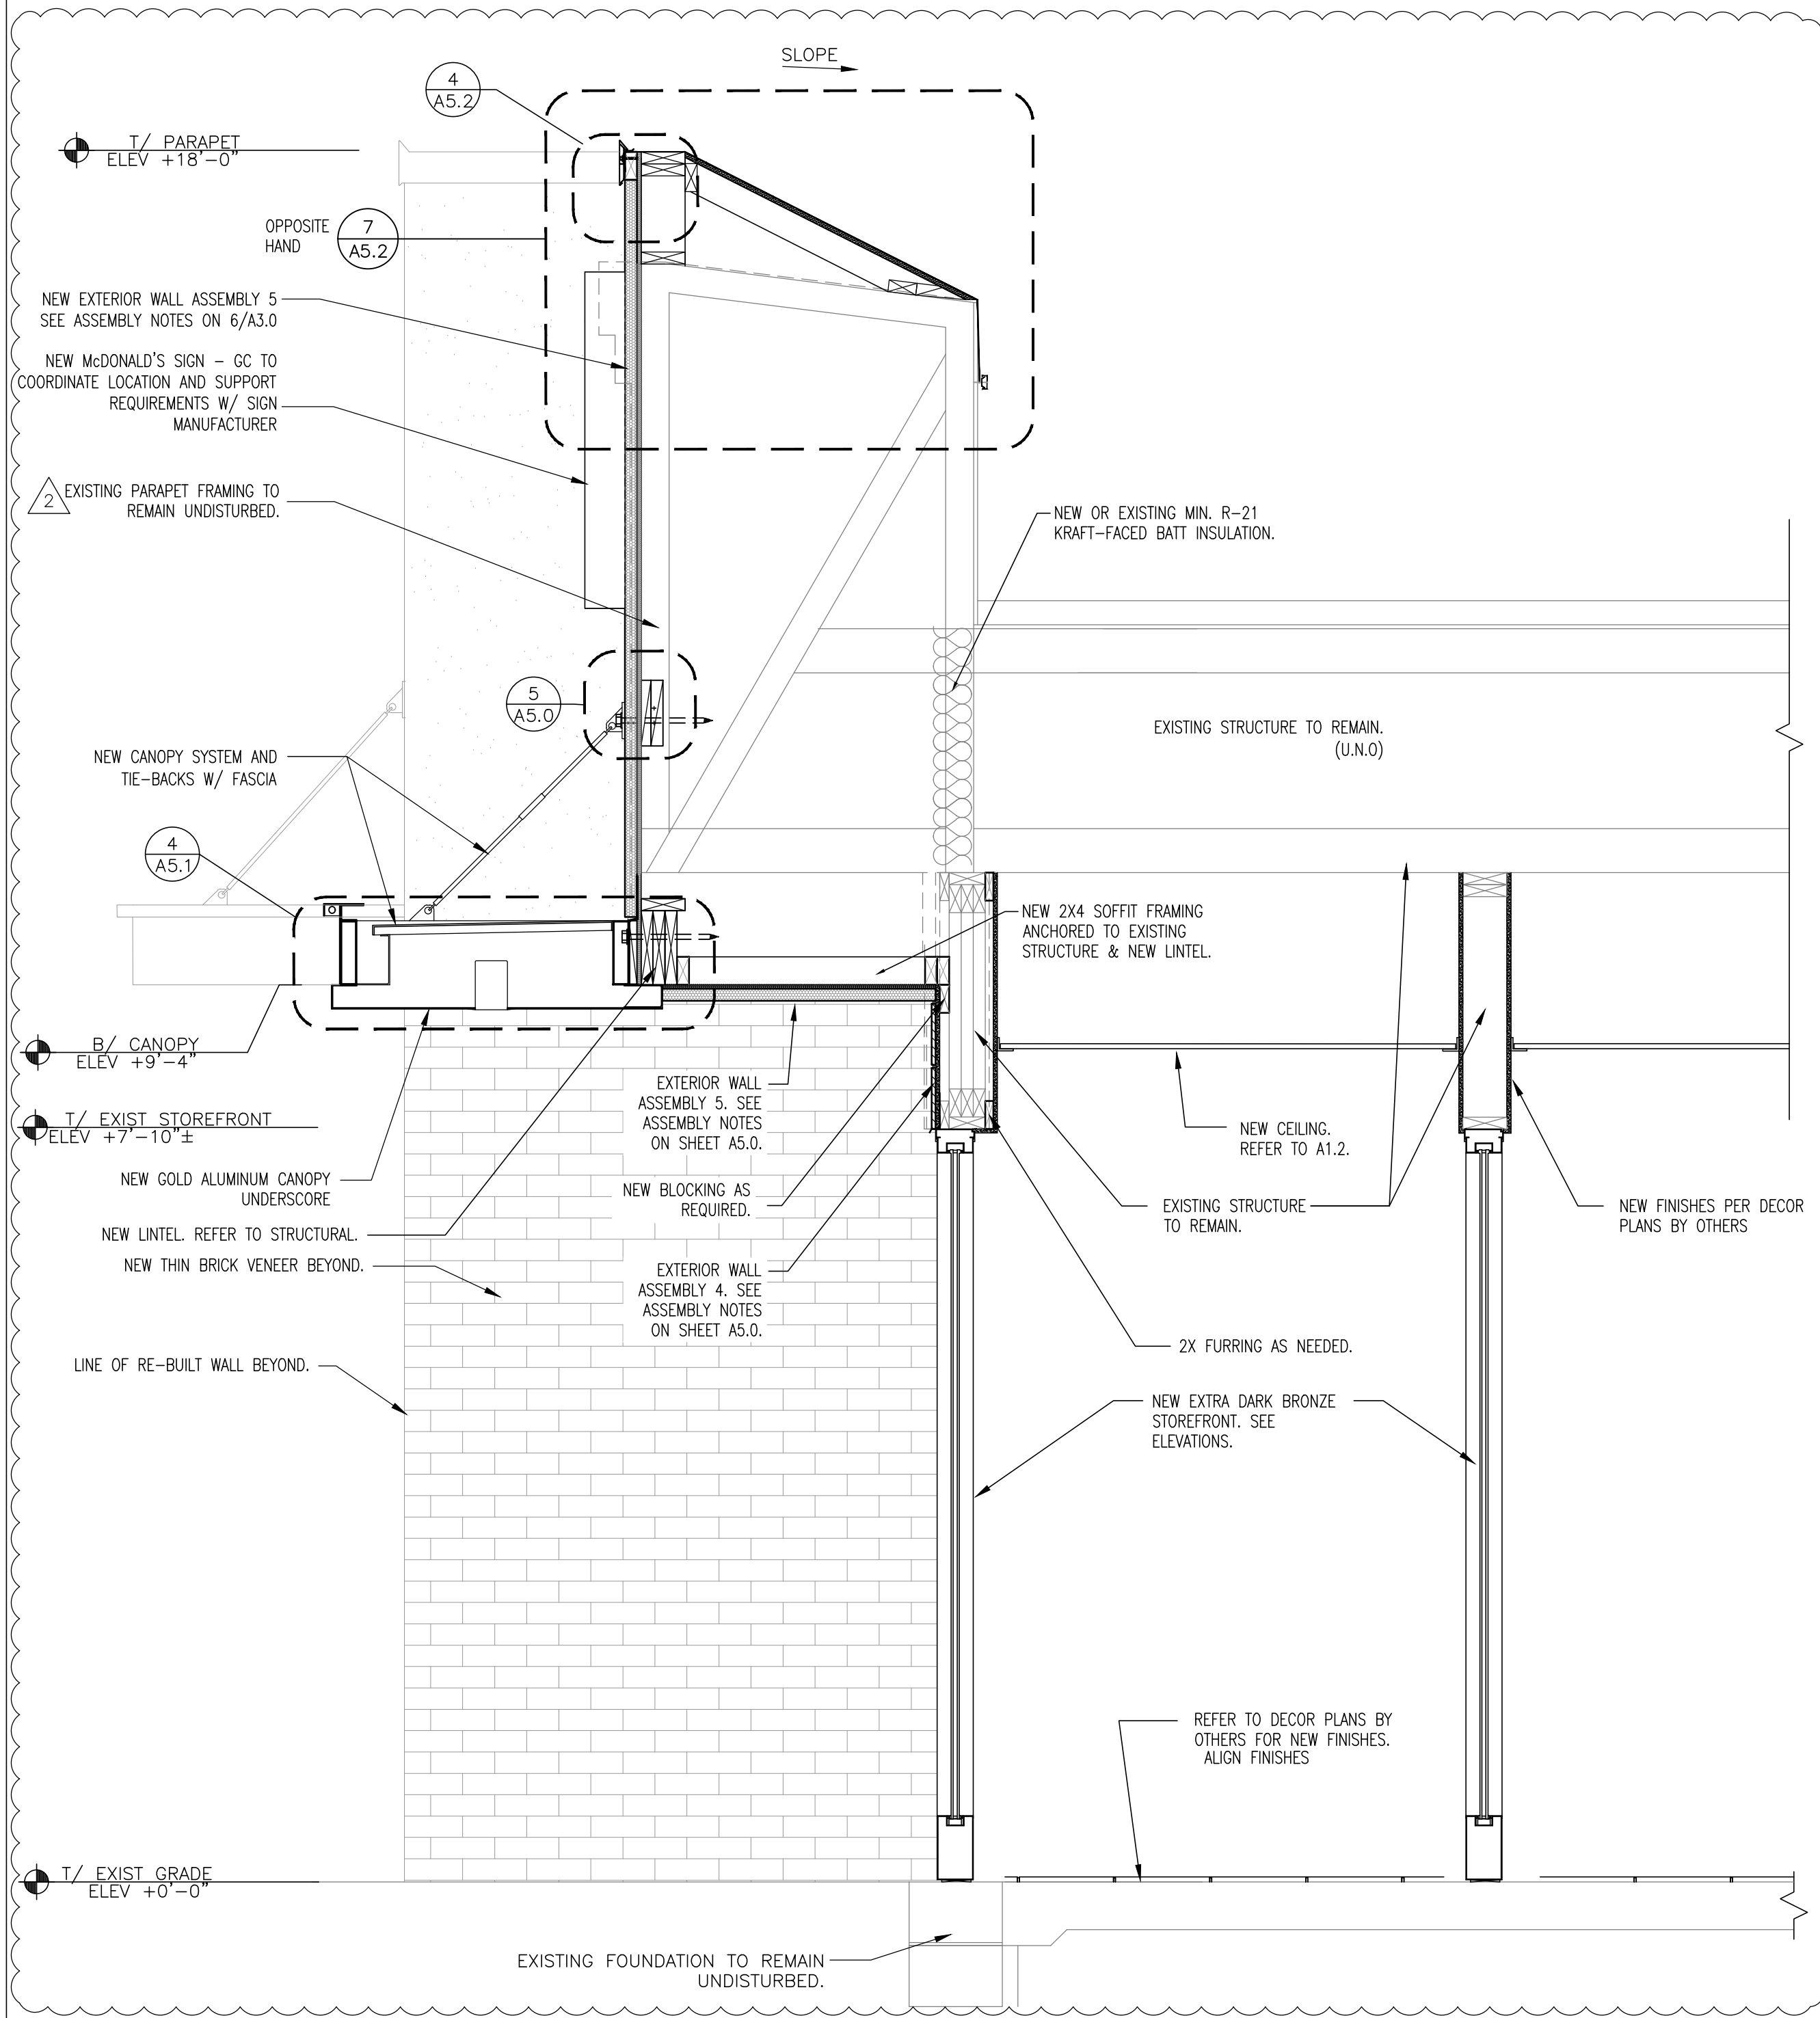 SLOPE
4
A5.2
T/ PARAPET
ELEV +18'-0"
OPPOSITE
HAND
7
A5.2
NEW EXTERIOR WALL ASSEMBLY 5
SEE ASSEMBLY NOTES ON 6/A3.0
NEW McDONALD'S SIGN - GC TO
COORDINATE LOCATION AND SUPPORT
REQUIREMENTS W/ SIGN
MANUFACTURER
2
EXISTING PARAPET FRAMING TO
REMAIN UNDISTURBED.
NEW OR EXISTING MIN. R-21
KRAFT-FACED BATT INSULATION.
5
A5.0
EXISTING STRUCTURE TO REMAIN.
(U.N.O)
NEW CANOPY SYSTEM AND
TIE-BACKS W/ FASCIA
4
A5.1
NEW 2X4 SOFFIT FRAMING
ANCHORED TO EXISTING
STRUCTURE & NEW LINTEL.
B/ CANOPY
ELEV +9'-4"
EXTERIOR WALL
ASSEMBLY 5. SEE
ASSEMBLY NOTES
ON SHEET A5.0.
T/ EXIST STOREFRONT
ELEV +7'-10"±
NEW CEILING.
REFER TO A1.2.
NEW GOLD ALUMINUM CANOPY
UNDERSCORE
NEW BLOCKING AS
REQUIRED.
EXISTING STRUCTURE
TO REMAIN.
NEW FINISHES PER DECOR
PLANS BY OTHERS
NEW LINTEL. REFER TO STRUCTURAL.
NEW THIN BRICK VENEER BEYOND.
EXTERIOR WALL
ASSEMBLY 4. SEE
ASSEMBLY NOTES
ON SHEET A5.0.
2X FURRING AS NEEDED.
LINE OF RE-BUILT WALL BEYOND.
NEW EXTRA DARK BRONZE
STOREFRONT. SEE
ELEVATIONS.
REFER TO DECOR PLANS BY
OTHERS FOR NEW FINISHES.
ALIGN FINISHES
T/ EXIST GRADE
ELEV +0'-0"
EXISTING FOUNDATION TO REMAIN
UNDISTURBED.